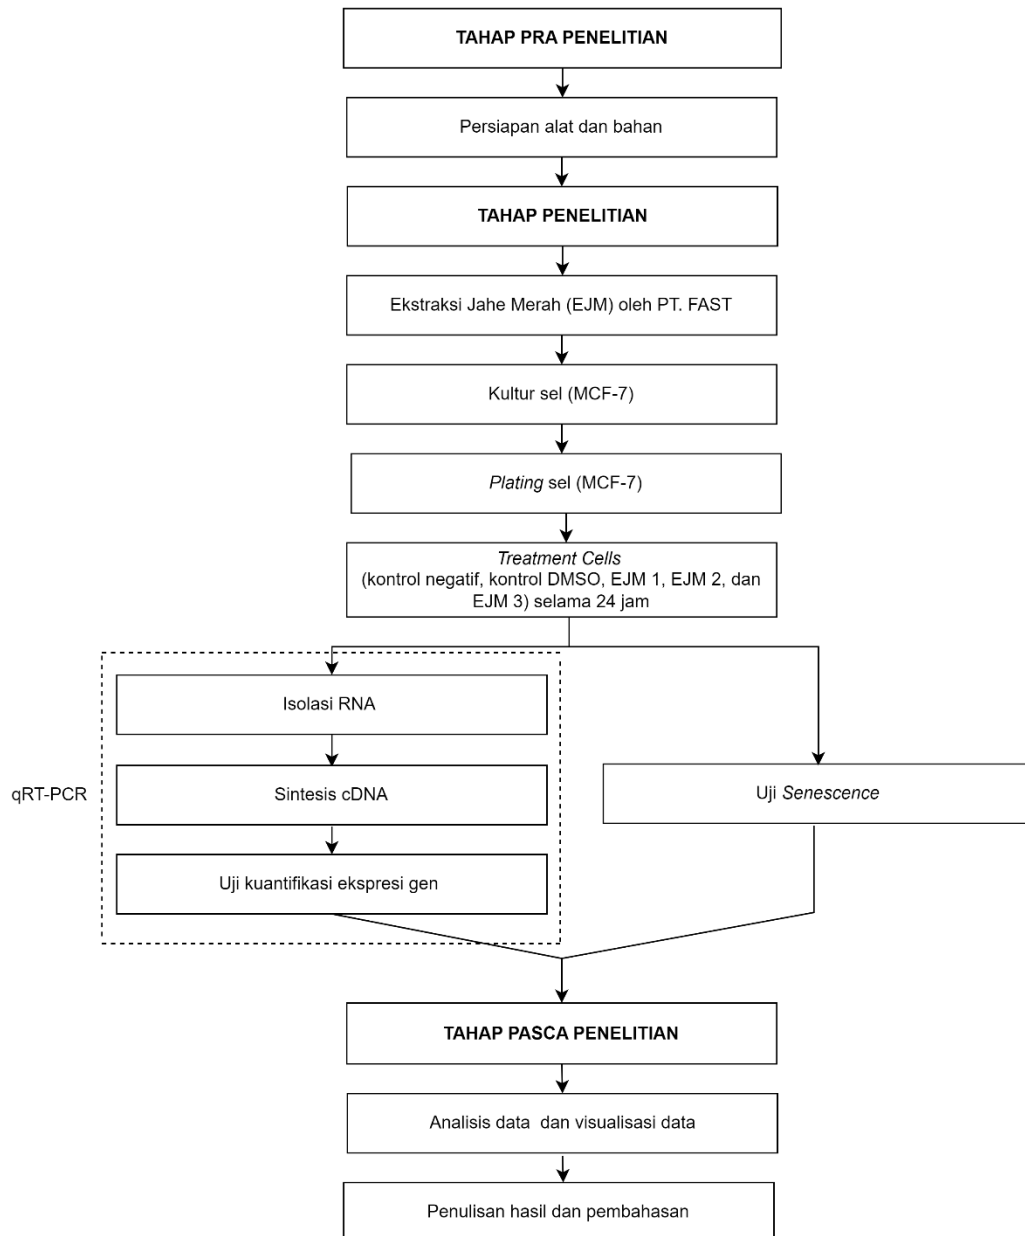 TAHAP PRA PENELITIAN
Persiapan alat dan bahan
TAHAP PENELITIAN
Ekstraksi Jahe Merah (EJM) oleh PT. FAST
Kultur sel (MCF-7)
Plating sel (MCF-7)
Treatment Cells
(kontrol negatif, kontrol DMSO, EJM 1, EJM 2, dan
EJM 3) selama 24 jam
Isolasi RNA
qRT-PCR
Sintesis cDNA
Uji kuantifikasi ekspresi gen
Uji Senescence
TAHAP PASCA PENELITIAN
Analisis data  dan visualisasi data
Penulisan hasil dan pembahasan